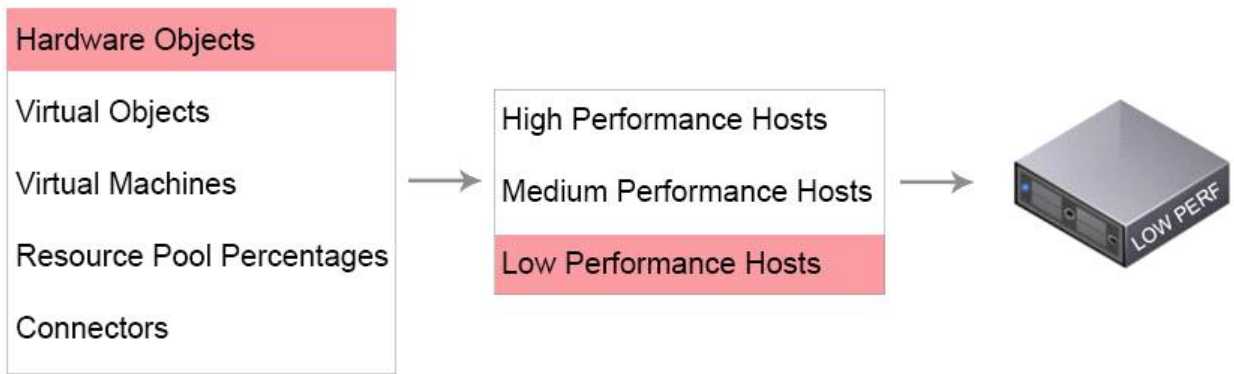 Hardware Objects
Virtual Objects
Virtual Machines
Resource Pool Percentages
Connectors
High Performance Hosts
Medium Performance Hosts
Low Performance Hosts
LOW PERF